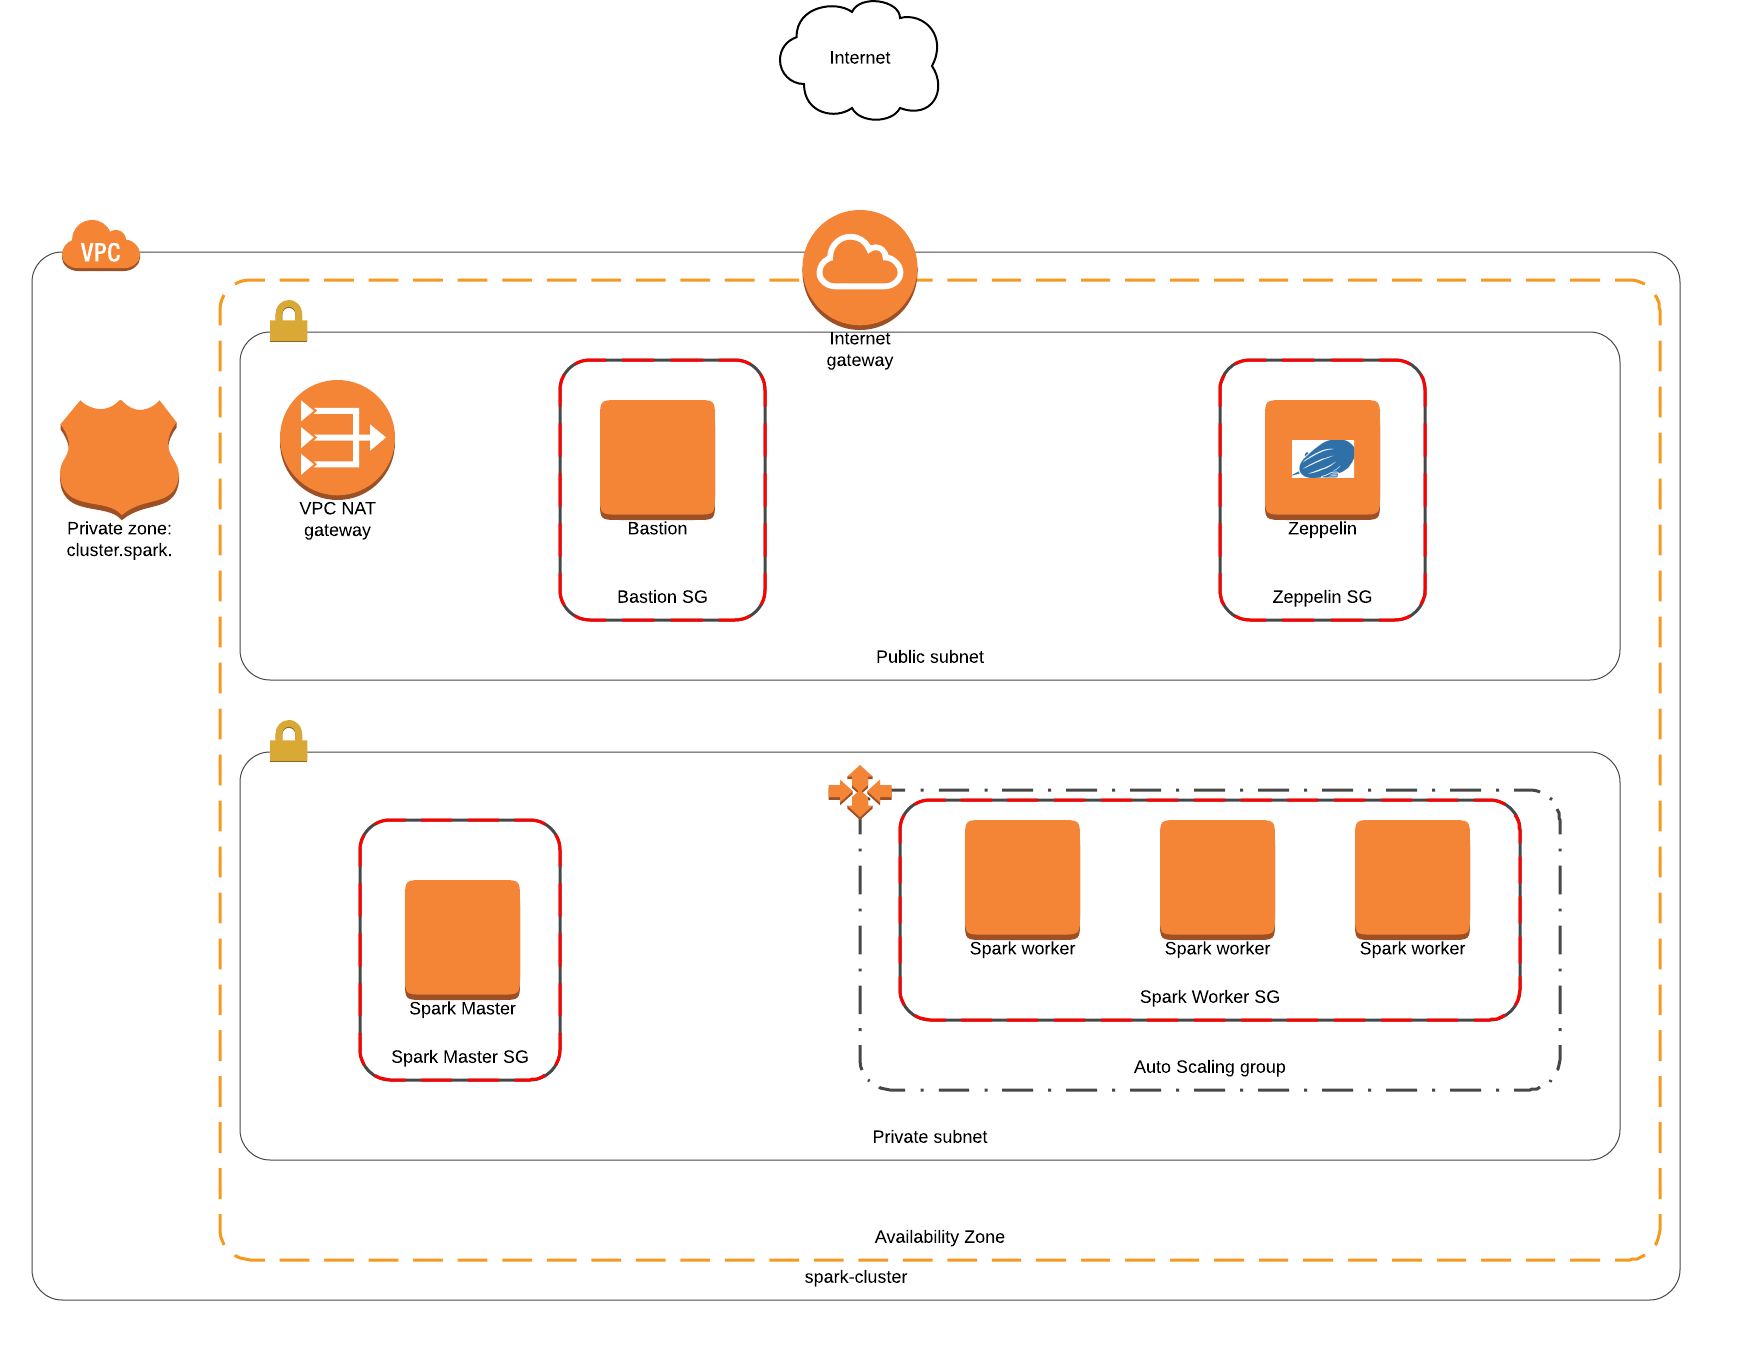 Internet
VPC
Internet
gateway
VPC NAT
gateway
Private zone:
cluster.spark.
Bastion
Bastion SG
Zeppelin
Zeppelin SG
Public subnet
Spark Master
Spark Master SG
Spark worker
Spark worker
Spark worker
Spark Worker SG
Auto Scaling group
Private subnet
Availability Zone
spark-cluster